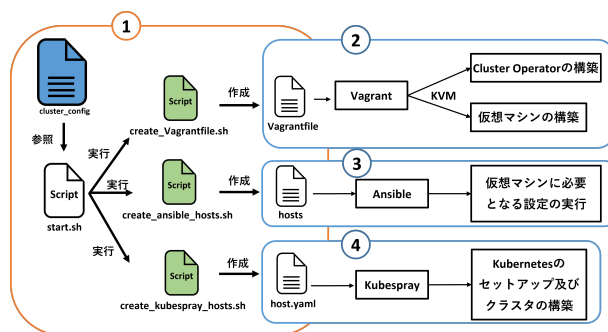 1
cluster_config
参照
Script
start.sh
実行
実行
実行
Script
create_Vagrantfile.sh
作成
Script
create_ansible_hosts.sh
作成
Script
create_kubespray_hosts.sh
作成
2
Vagrantfile
Vagrant
KVM
Cluster Operatorの構築
仮想マシンの構築
3
hosts
Ansible
仮想マシンに必要
となる設定の実行
4
host.yaml
Kubespray
Kubernetesの
セットアップ及び
クラスタの構築